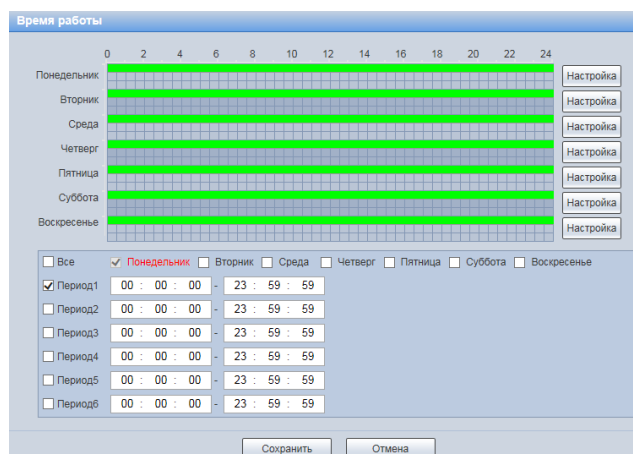 Время работы
0 2 4 6 8 10 12 14 16 18 20 22 24
Понедельник Настройка
Вторник Настройка
Среда Настройка
Четверг Настройка
Пятница Настройка
Суббота Настройка
Воскресенье Настройка
Все Понедельник Вторник Среда Четверг Пятница Суббота Воскресенье
Период1 00 : 00 : 00 - 23 : 59 : 59
Период2 00 : 00 : 00 - 23 : 59 : 59
Период3 00 : 00 : 00 - 23 : 59 : 59
Период4 00 : 00 : 00 - 23 : 59 : 59
Период5 00 : 00 : 00 - 23 : 59 : 59
Период6 00 : 00 : 00 - 23 : 59 : 59
Сохранить Отмена